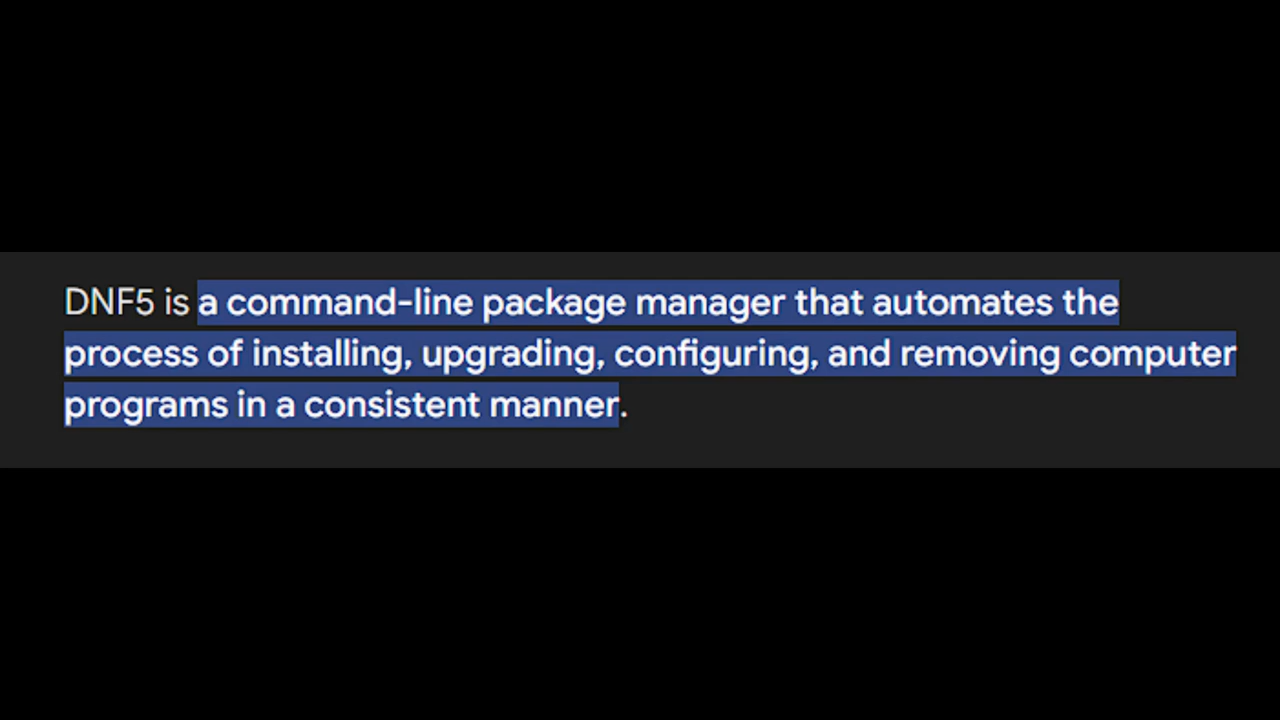 DNF5 is a command-line package manager that automates the
process of installing, upgrading, configuring, and removing computer
programs in a consistent manner.